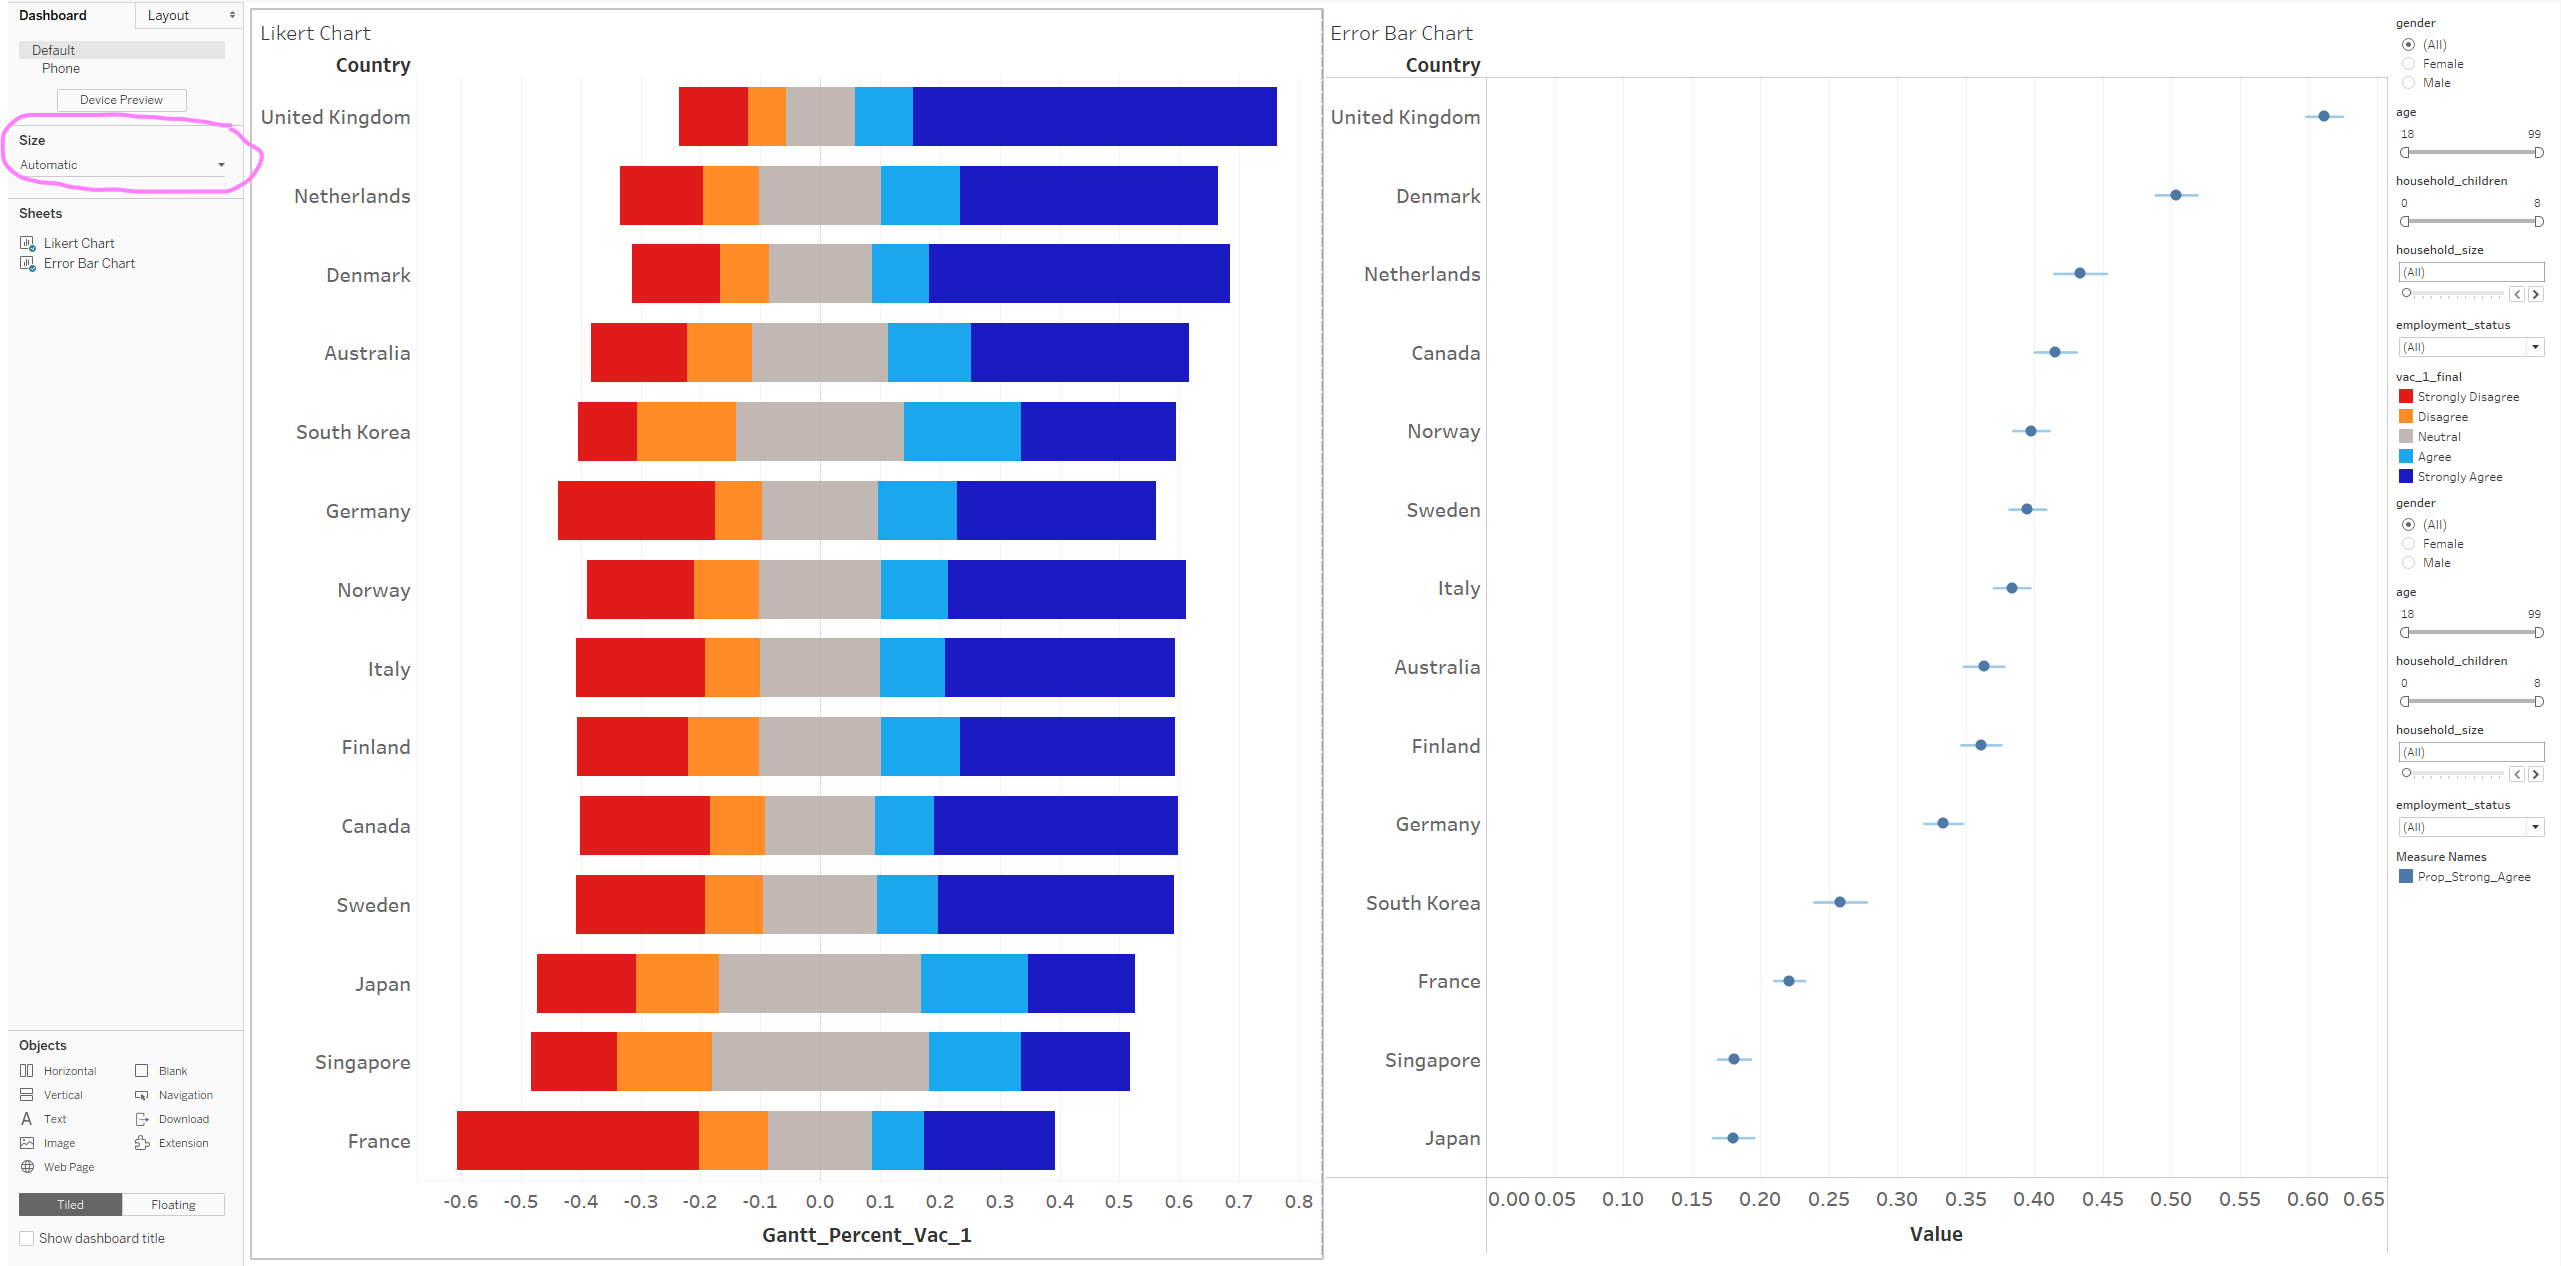 Dashboard
Layout
Default
Phone
Device Preview
Size
Automatic
Sheets
Likert Chart
Error Bar Chart
Objects
Horizontal
Blank
Vertical
Navigation
Text
Download
Image
Extension
Web Page
Tiled
Floating
Show dashboard title
Likert Chart
Country
United Kingdom
Netherlands
Denmark
Australia
South Korea
Germany
Norway
Italy
Finland
Canada
Sweden
Japan
Singapore
France
-0.6 -0.5 -0.4 -0.3 -0.2 -0.1 0.0 0.1 0.2 0.3 0.4 0.5 0.6 0.7 0.8
Gantt_Percent_Vac_1
Error Bar Chart
Country
United Kingdom
Denmark
Netherlands
Canada
Norway
Sweden
Italy
Australia
Finland
Germany
South Korea
France
Singapore
Japan
0.00 0.05 0.10 0.15 0.20 0.25 0.30 0.35 0.40 0.45 0.50 0.55 0.60 0.65
Value
gender
(All)
Female
Male
age
18 99
household_children
0 8
household_size
(All)
employment_status
(All)
vac_1_final
Strongly Disagree
Disagree
Neutral
Agree
Strongly Agree
gender
(All)
Female
Male
age
18 99
household_children
0 8
household_size
(All)
employment_status
(All)
Measure Names
Prop_Strong_Agree